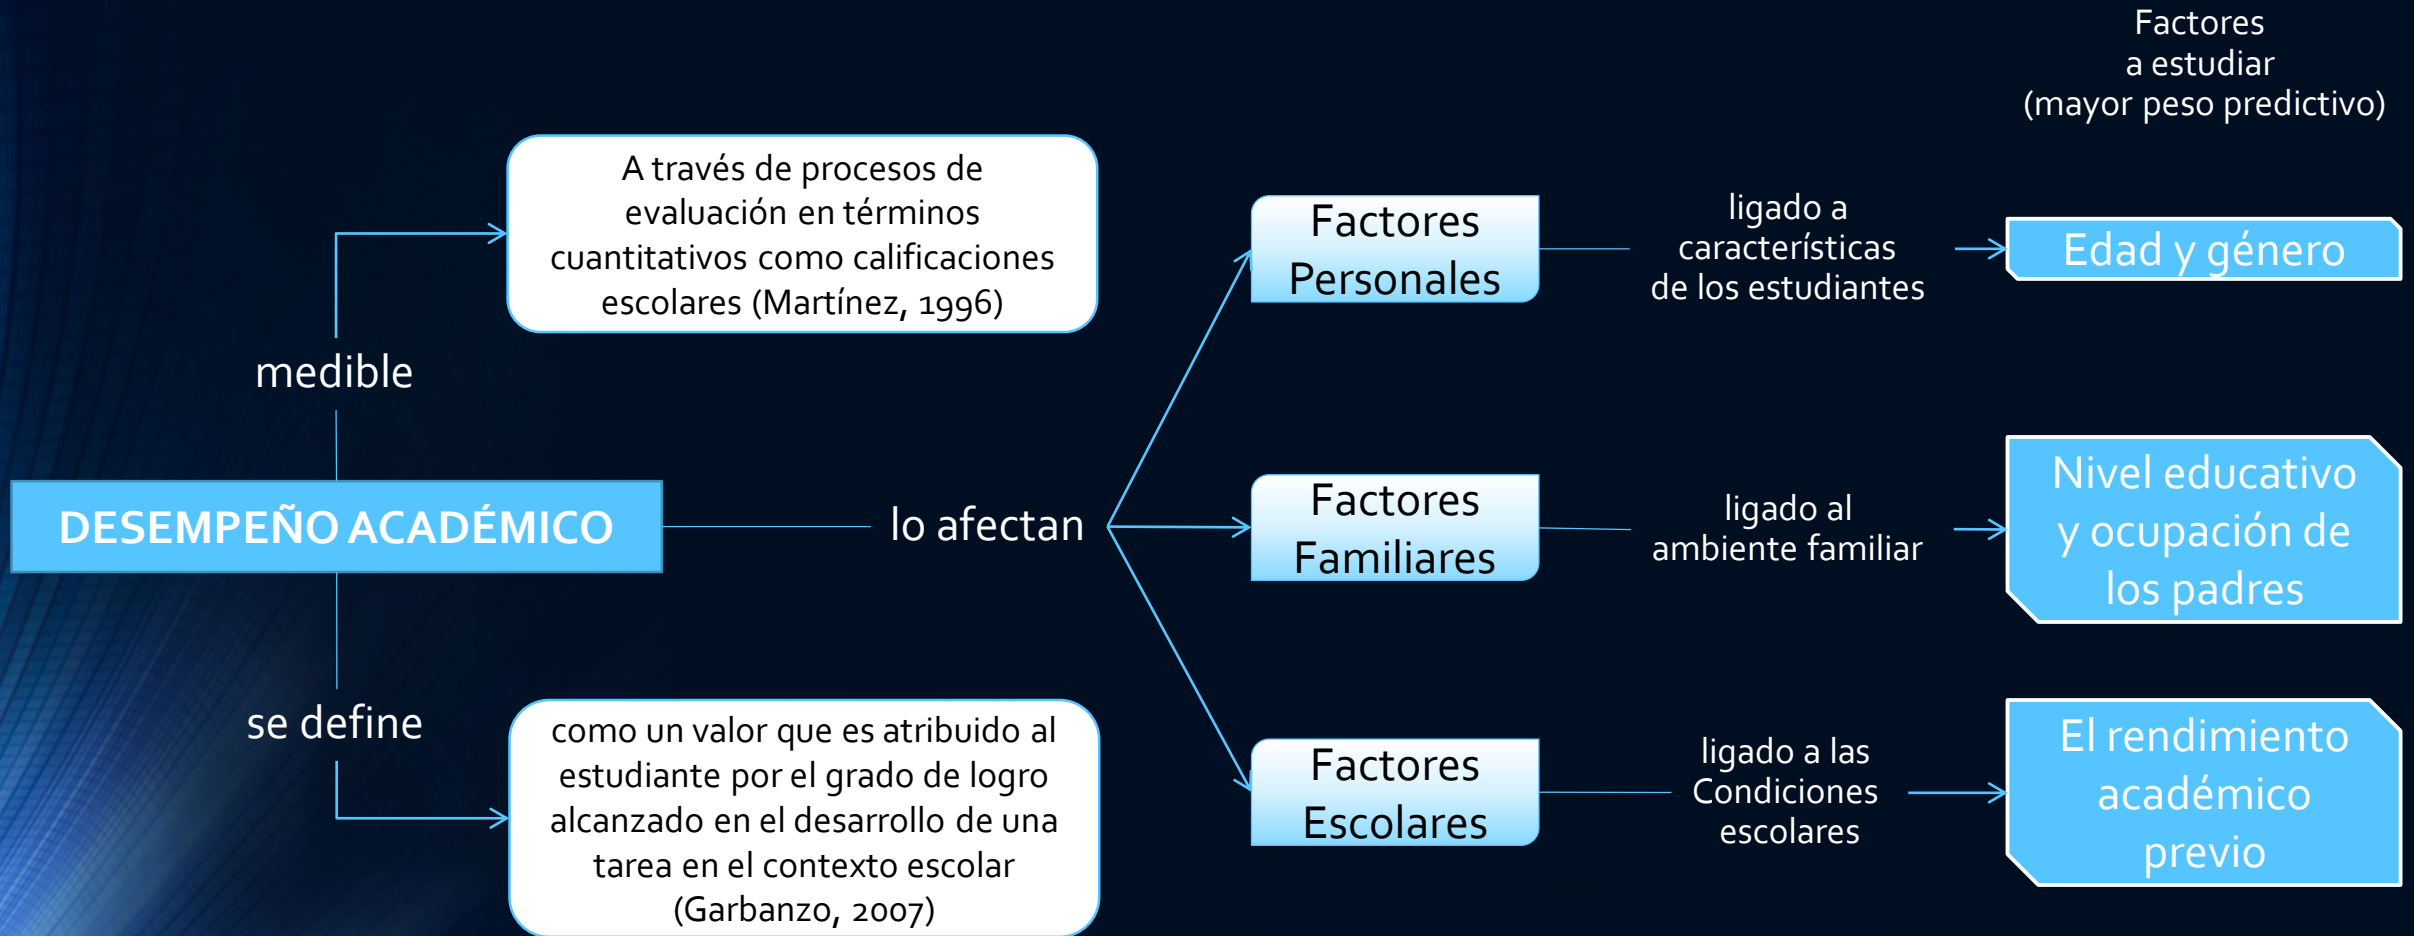 Factores
a estudiar
(mayor peso predictivo)
A través de procesos de
evaluación en términos
cuantitativos como calificaciones
escolares (Martínez, 1996)
medible
DESEMPEÑO ACADÉMICO
se define
como un valor que es atribuido al
estudiante por el grado de logro
alcanzado en el desarrollo de una
tarea en el contexto escolar
(Garbanzo, 2007)
lo afectan
Factores
Personales
ligado a
características
de los estudiantes
Edad y género
Factores
Familiares
ligado al
ambiente familiar
Nivel educativo
y ocupación de
los padres
Factores
Escolares
ligado a las
Condiciones
escolares
El rendimiento
académico
previo